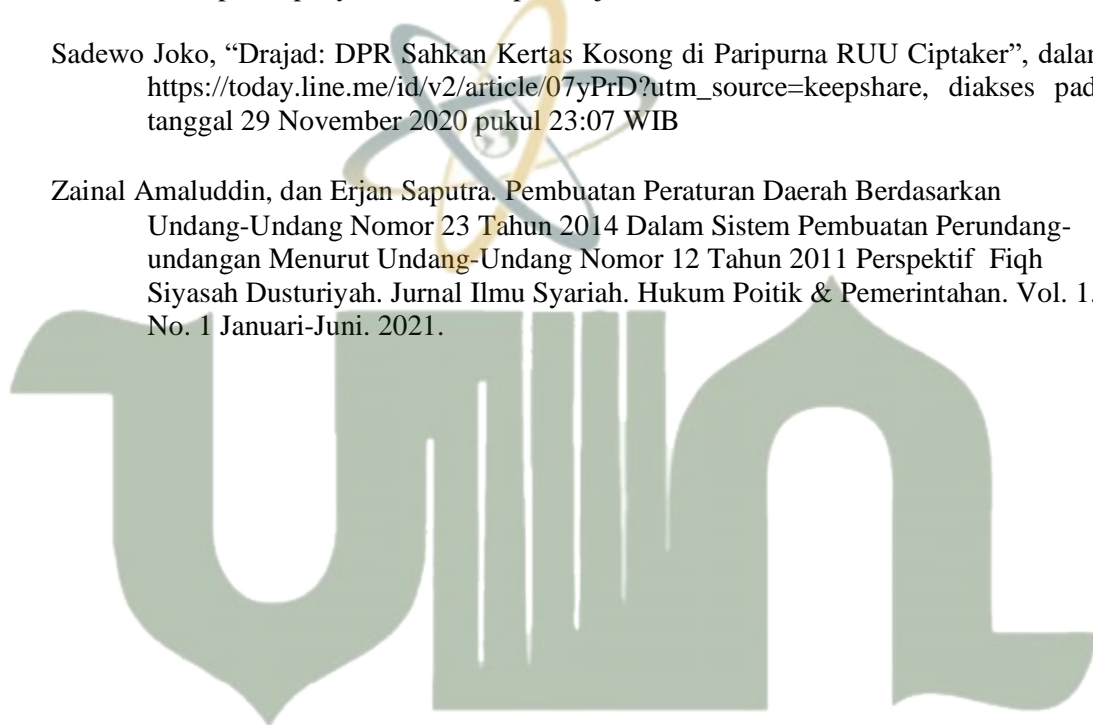 Sadewo Joko, “Drajad: DPR Sahkan Kertas Kosong di Paripurna RUU Ciptaker”, dalam
https://today.line.me/id/v2/article/07yPrD?utm_source=keepshare, diakses pad
tanggal 29 November 2020 pukul 23:07 WIB
Zainal Amaluddin, dan Erjan Saputra. Pembuatan Peraturan Daerah Berdasarkan
Undang-Undang Nomor 23 Tahun 2014 Dalam Sistem Pembuatan Perundang-
undangan Menurut Undang-Undang Nomor 12 Tahun 2011 Perspektif Fiqh
Siyasah Dusturiyah. Jurnal Ilmu Syariah. Hukum Poitik & Pemerintahan. Vol. 1.
No. 1 Januari-Juni. 2021.